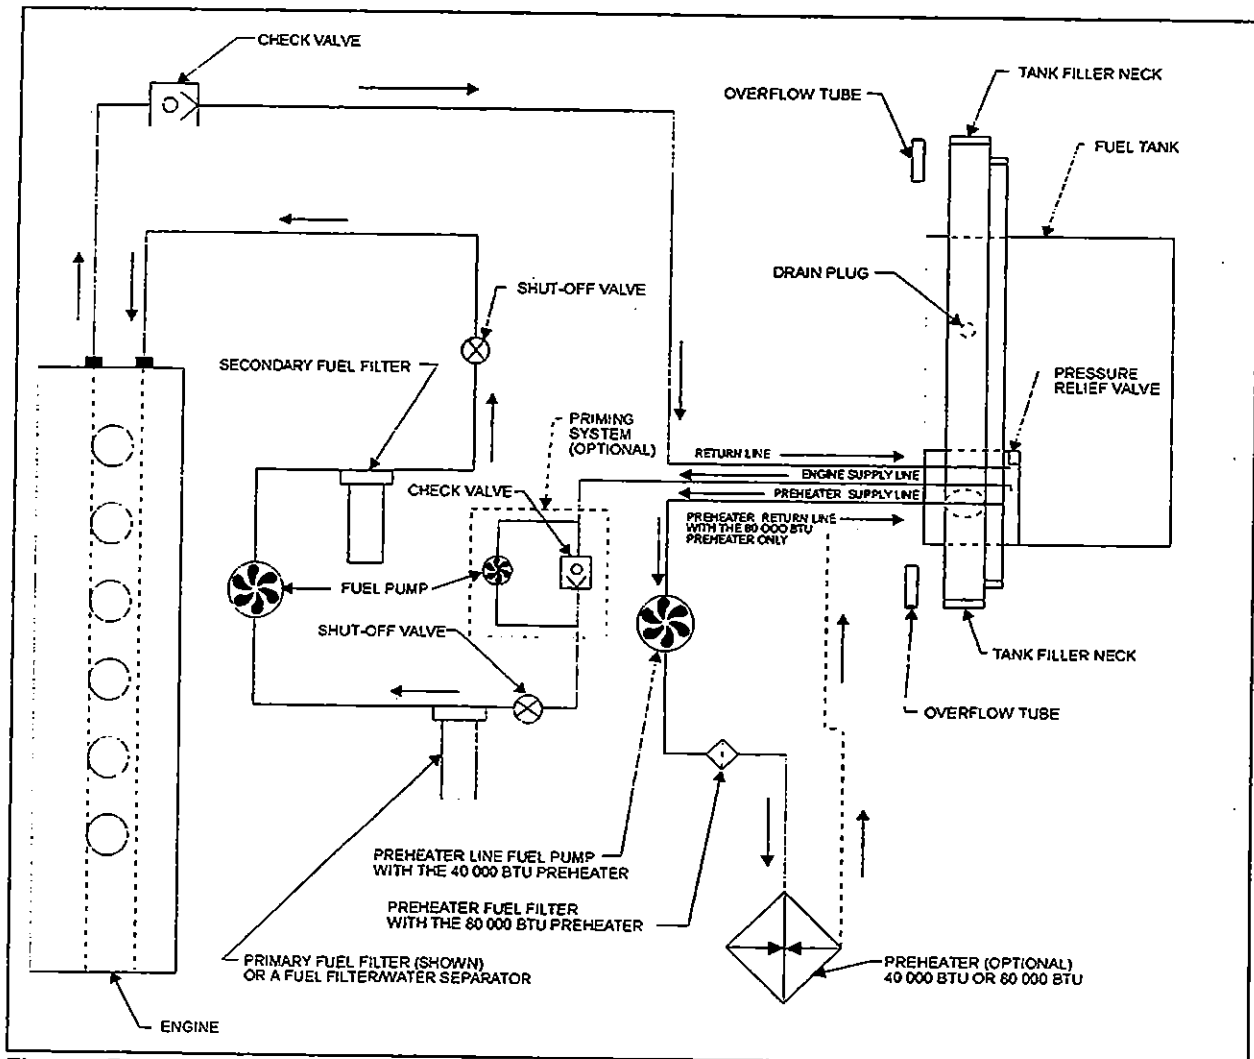 CHECK VALVE
TANK FILLER NECK
OVERFLOW TUBE
FUEL TANK
DRAIN PLUG
SHUT-OFF VALVE
SECONDARY FUEL FILTER
PRESSURE
RELIEF VALVE
PRIMING
SYSTEM
(OPTIONAL)
RETURN LINE
ENGINE SUPPLY LINE
CHECK VALVE
PREHEATER SUPPLY LINE
PREHEATER RETURN LINE
WITH THE 80 000 BTU
PREHEATER ONLY
FUEL PUMP
SHUT-OFF VALVE
TANK FILLER NECK
OVERFLOW TUBE
PREHEATER LINE FUEL PUMP
WITH THE 40 000 BTU PREHEATER
PREHEATER FUEL FILTER
WITH THE 80 000 BTU PREHEATER
PRIMARY FUEL FILTER (SHOWN)
OR A FUEL FILTER/WATER SEPARATOR
PREHEATER (OPTIONAL)
40 000 BTU OR 80 000 BTU
ENGINE